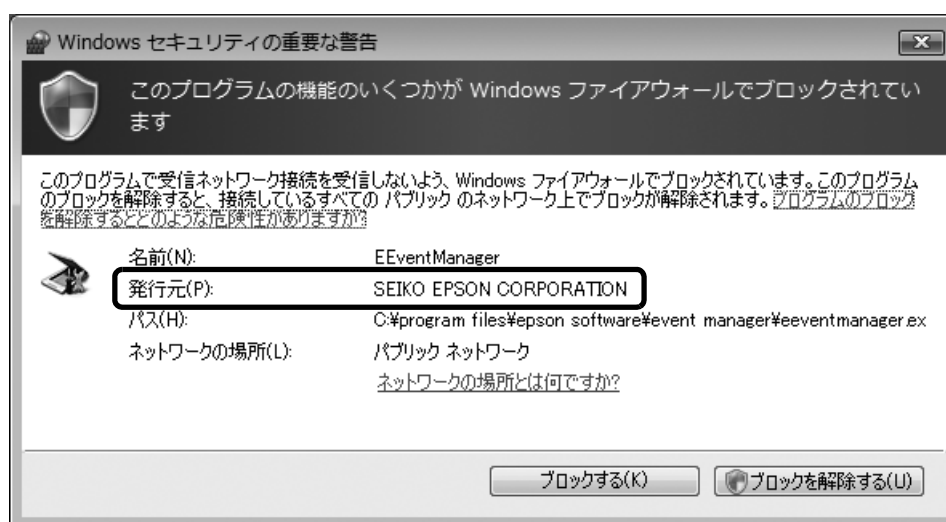 Windows セキュリティの重要な警告
このプログラムの機能のいくつかが Windows ファイアウォールでブロックされてい
ます
このプログラムで受信ネットワーク接続を受信しないよう、Windows ファイアウォールでブロックされています。このプログラム
のブロックを解除すると、接続しているすべての パブリック のネットワーク上でブロックが解除されます。プログラムのブロック
を解除するとどのような危険性がありますか?
名前(N): EEventManager
発行元(P): SEIKO EPSON CORPORATION
パス(H): C:¥program files¥epson software¥event manager¥eeventmanager.ex
ネットワークの場所(L): パブリック ネットワーク
ネットワークの場所とは何ですか?
ブロックする(K) ブロックを解除する(U)